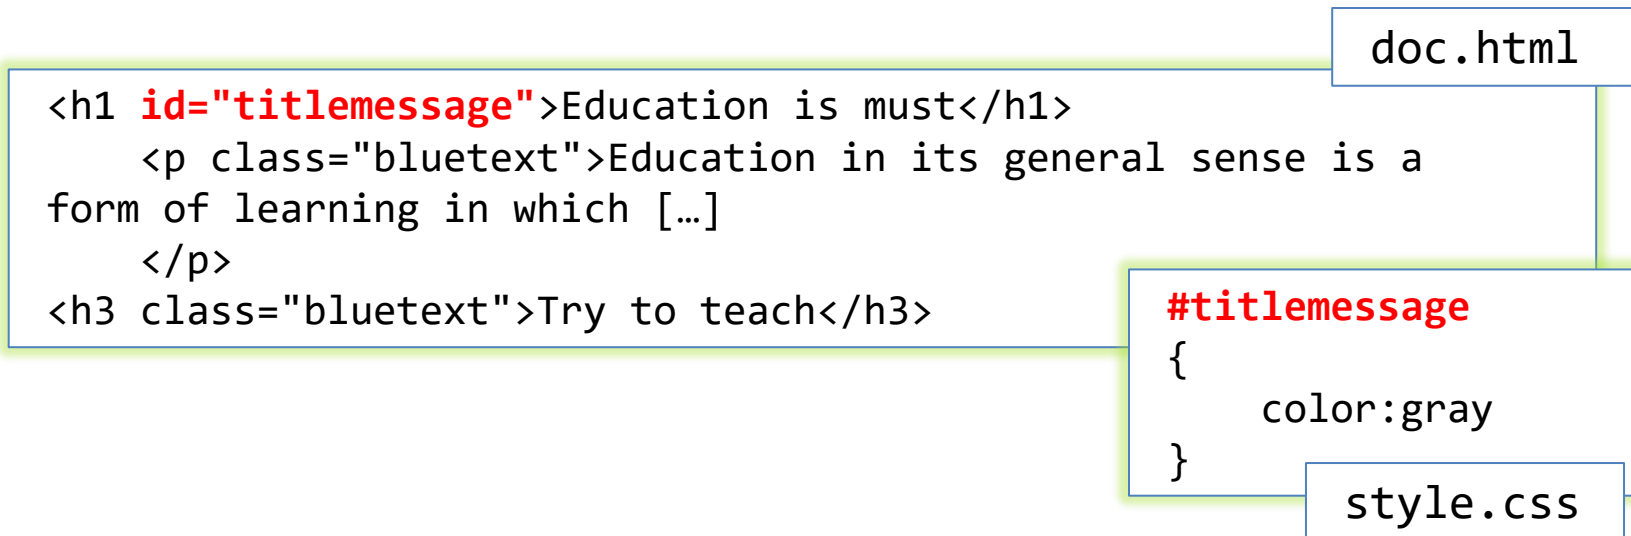 doc.html
<h1 id="titlemessage">Education is must</h1>
    <p class="bluetext">Education in its general sense is a
form of learning in which […]
    </p>
<h3 class="bluetext">Try to teach</h3>
#titlemessage
{
    color:gray
}
style.css